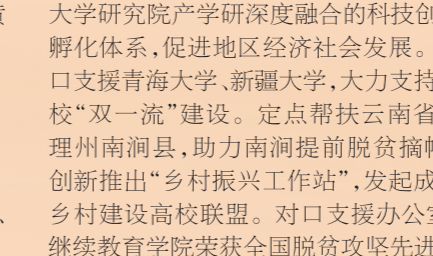 大学研究院产学研深度融合的科技创
孵化体系,促进地区经济社会发展。
口支援青海大学、新疆大学,大力支持
校“双一流”建设。定点帮扶云南省
理州南涧县,助力南涧提前脱贫摘帽
创新推出“乡村振兴工作站”,发起成
、乡村建设高校联盟。对口支援办公室
继续教育学院荣获全国脱贫攻坚先进